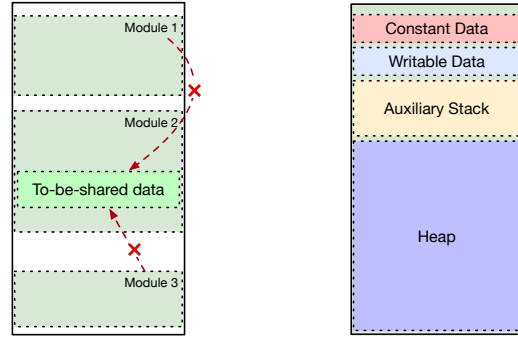 Module 1
Module 2
To-be-shared data
Module 3
Constant Data
Writable Data
Auxiliary Stack
Heap